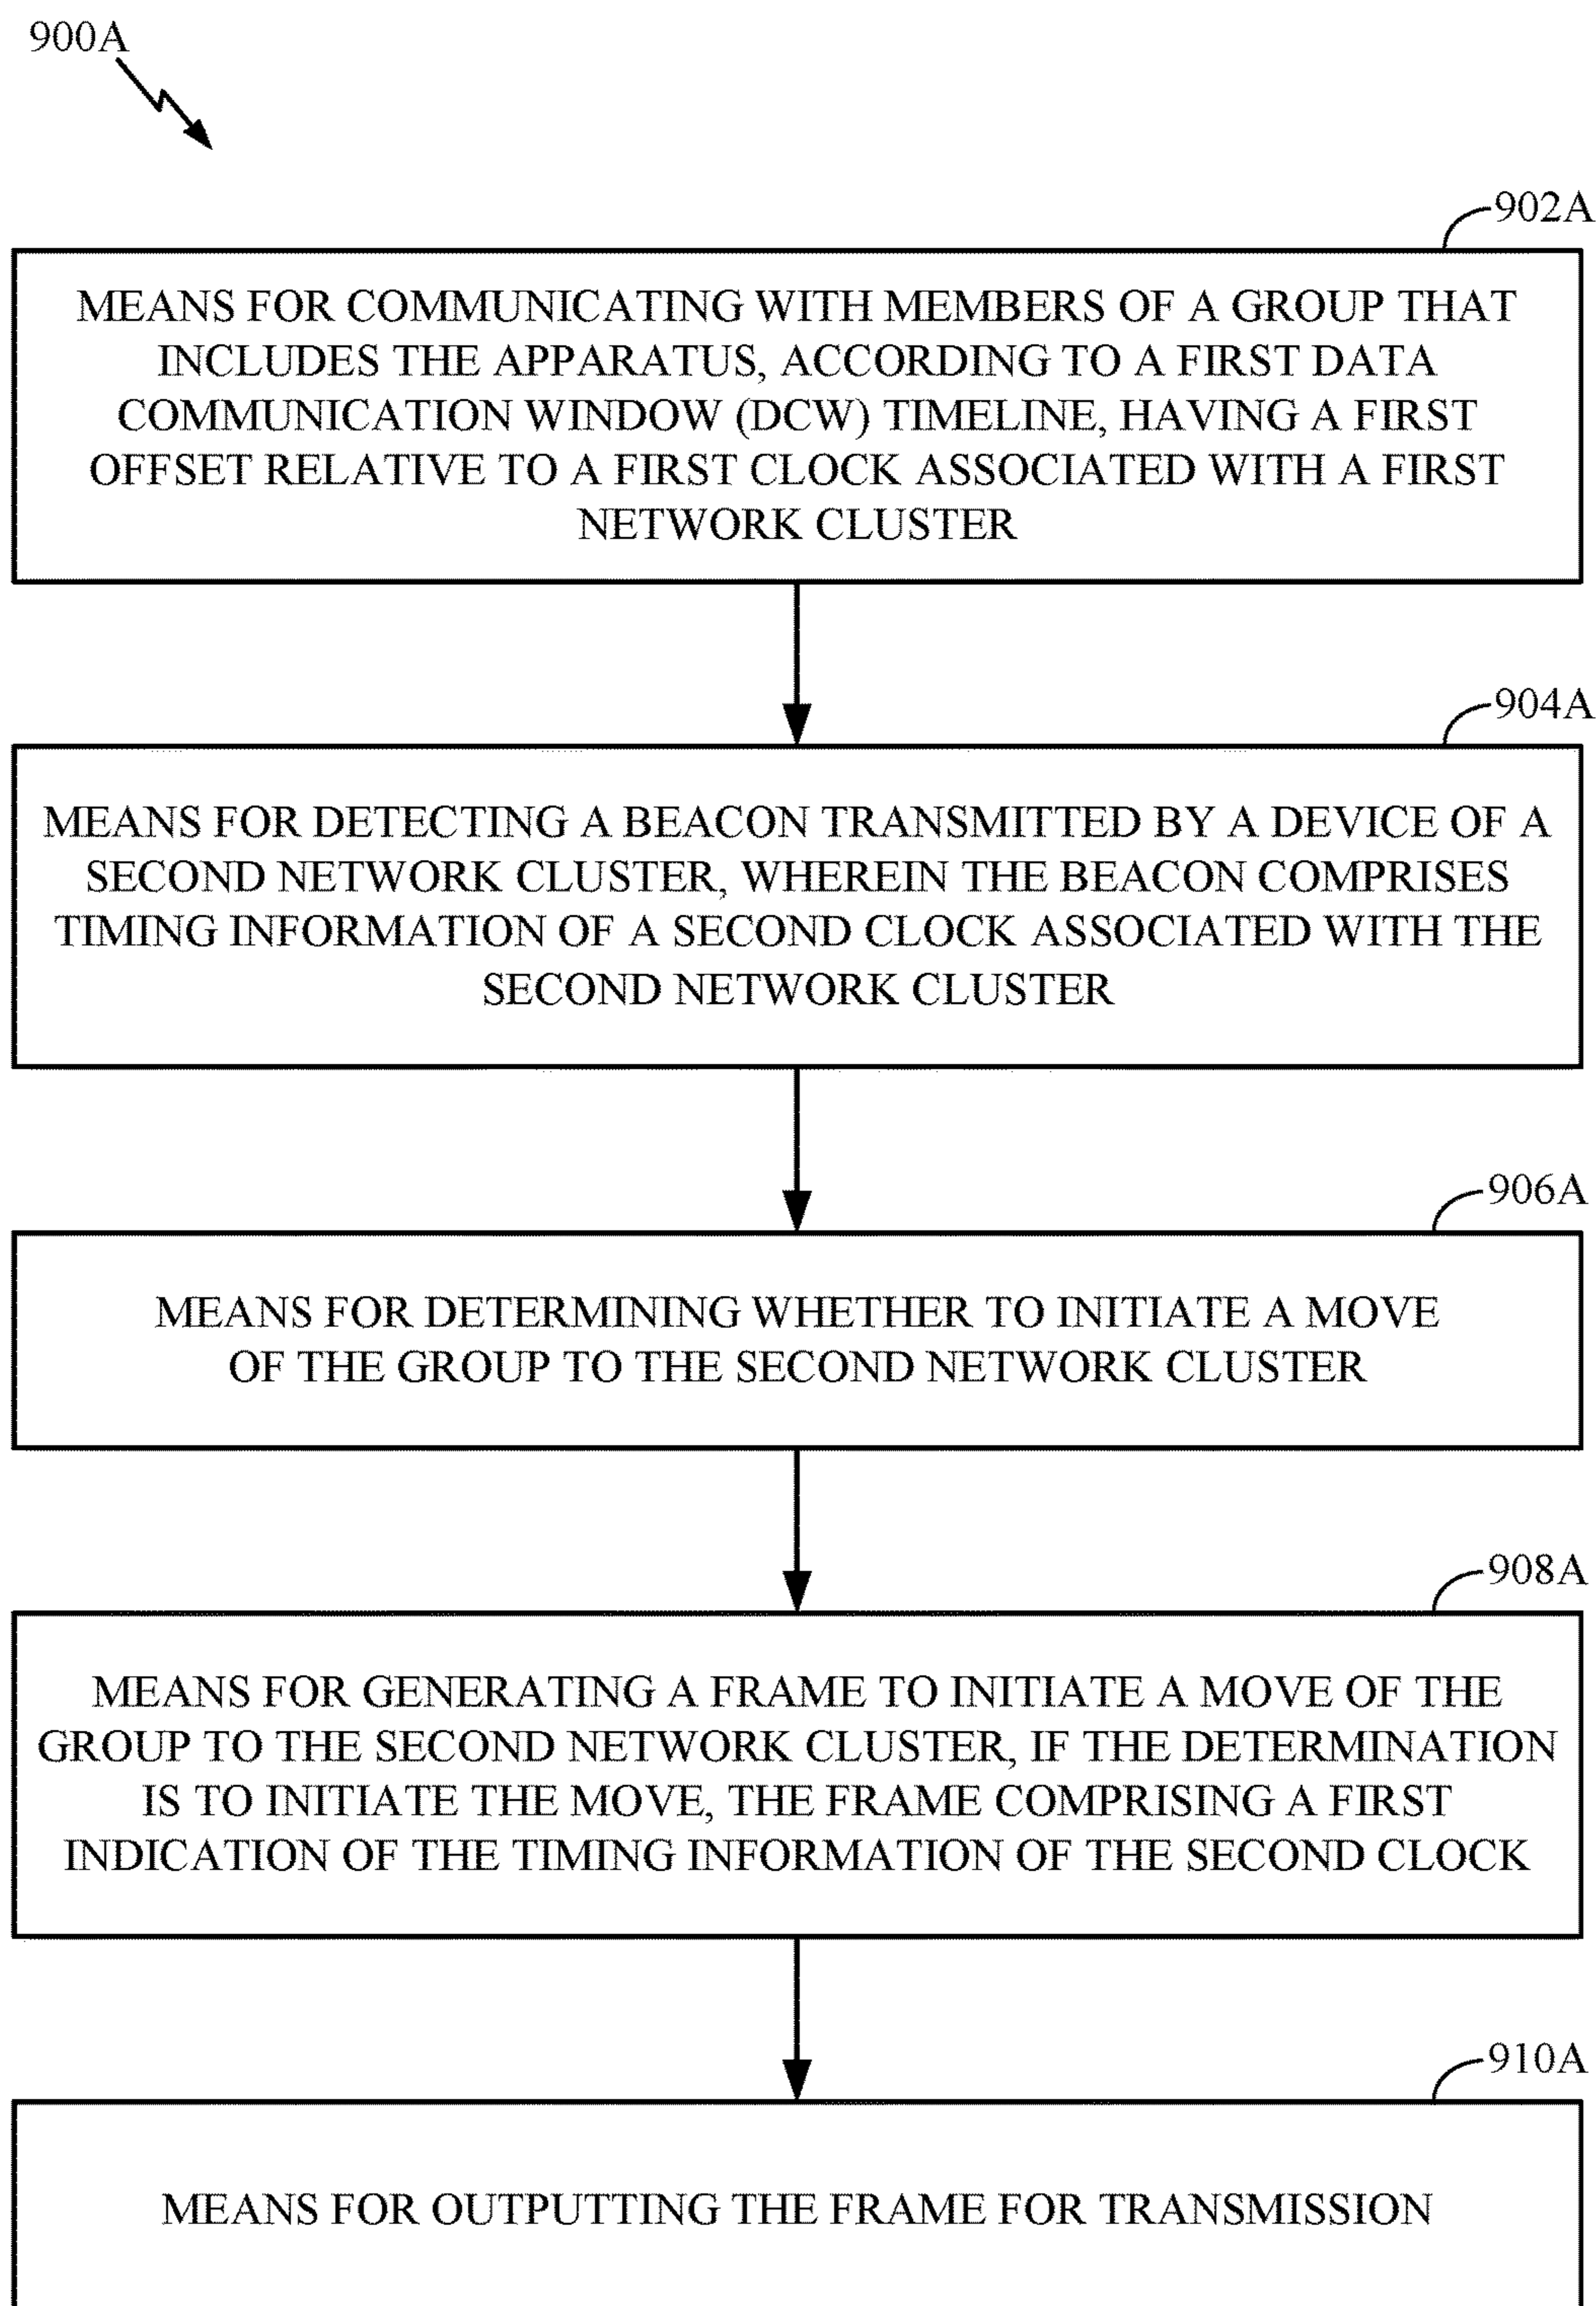 900A
902A
MEANS FOR COMMUNICATING WITH MEMBERS OF A GROUP THAT
INCLUDES THE APPARATUS, ACCORDING TO A FIRST DATA
COMMUNICATION WINDOW (DCW) TIMELINE, HAVING A FIRST
OFFSET RELATIVE TO A FIRST CLOCK ASSOCIATED WITH A FIRST
NETWORK CLUSTER
904A
MEANS FOR DETECTING A BEACON TRANSMITTED BY A DEVICE OF A
SECOND NETWORK CLUSTER, WHEREIN THE BEACON COMPRISES
TIMING INFORMATION OF A SECOND CLOCK ASSOCIATED WITH THE
SECOND NETWORK CLUSTER
906A
MEANS FOR DETERMINING WHETHER TO INITIATE A MOVE
OF THE GROUP TO THE SECOND NETWORK CLUSTER
908A
MEANS FOR GENERATING A FRAME TO INITIATE A MOVE OF THE
GROUP TO THE SECOND NETWORK CLUSTER, IF THE DETERMINATION
IS TO INITIATE THE MOVE, THE FRAME COMPRISING A FIRST
INDICATION OF THE TIMING INFORMATION OF THE SECOND CLOCK
910A
MEANS FOR OUTPUTTING THE FRAME FOR TRANSMISSION